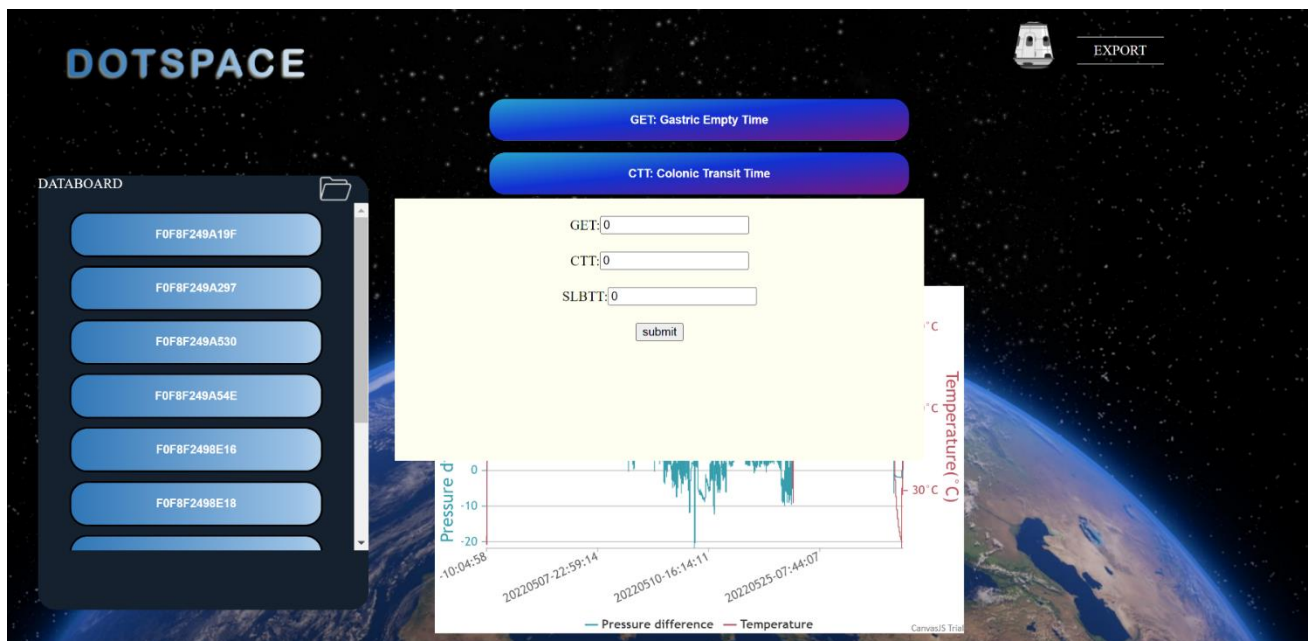 DOTSPACE
EXPORT
GET: Gastric Empty Time
CTT: Colonic Transit Time
DATABOARD
F0F8F249A19F
F0F8F249A297
F0F8F249A530
F0F8F249A54E
F0F8F2498E16
F0F8F2498E18
GET: 0
CTT: 0
SLBTT: 0
submit
°C
°C
30°C
Temperature(°C)
Pressure d
0
-10
-20
-10:04:58
20220507-22:59:14
20220510-16:14:11
20220525-07:44:07
Pressure difference
Temperature
CanvasJS Trial